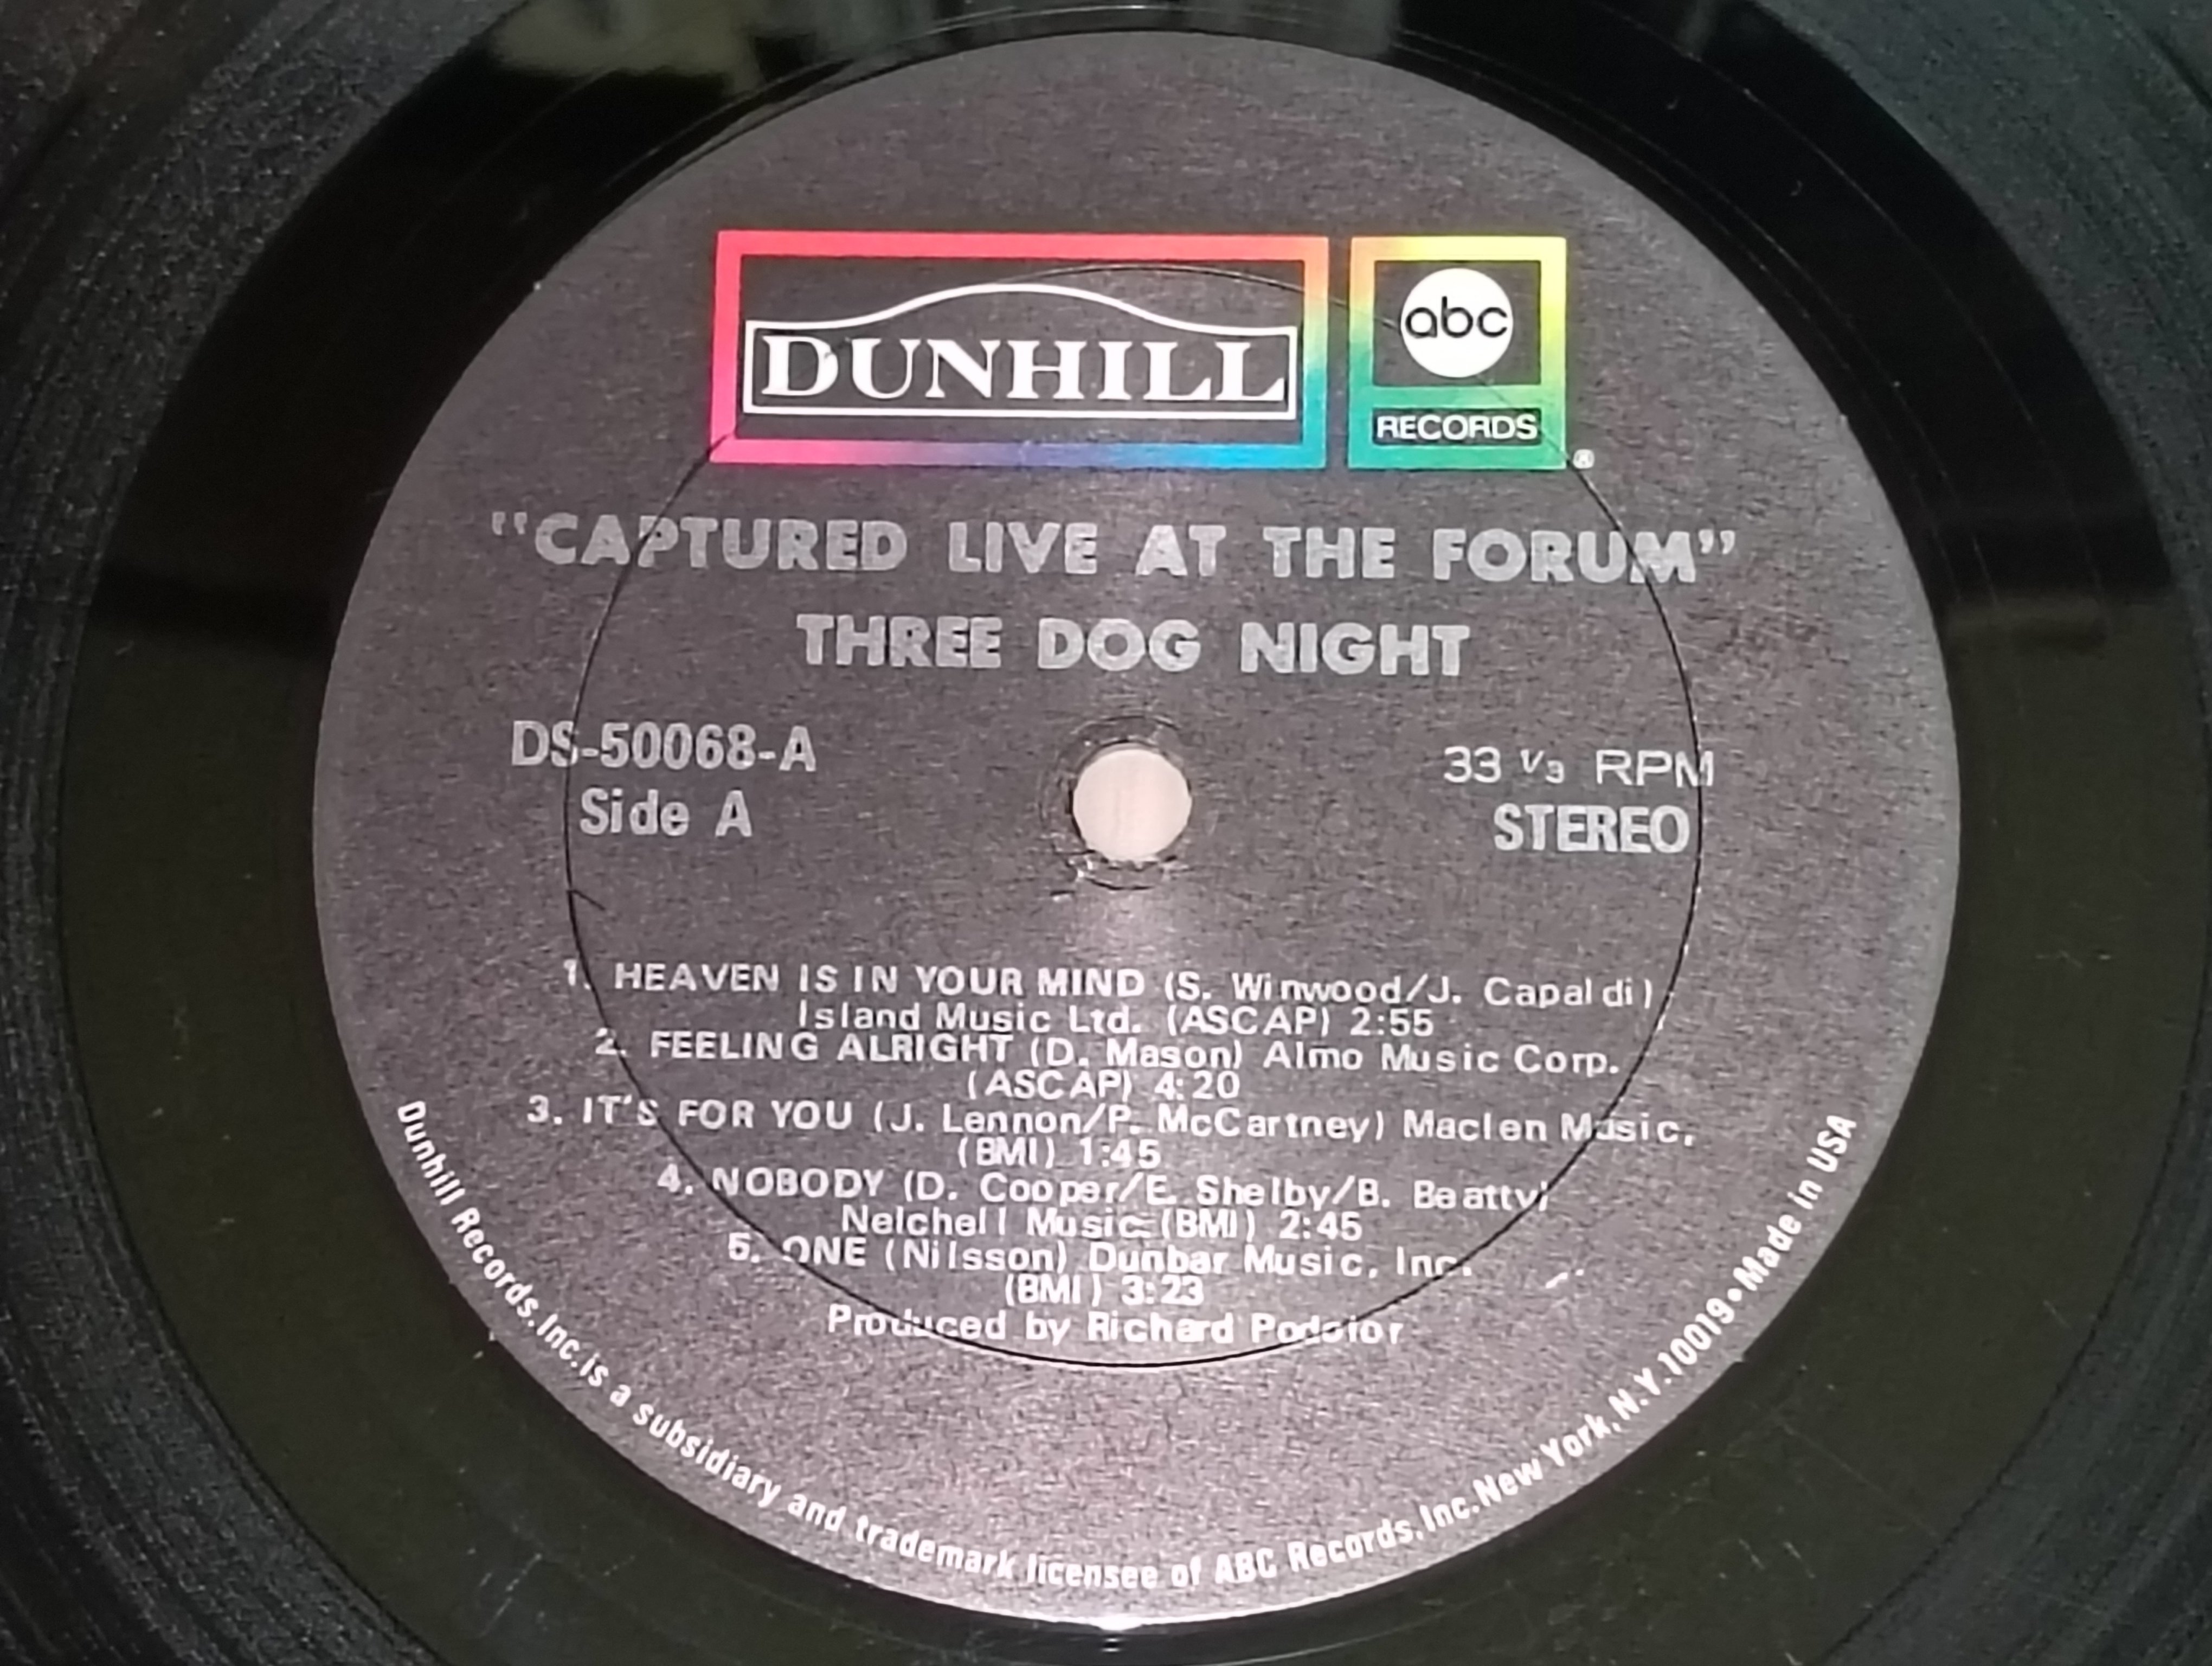 DUNHILL
abc
RECORDS
®
"CAPTURED LIVE AT THE FORUM"
THREE DOG NIGHT
DS-50068-A
Side A
33 1/3 RPM
STEREO
1. HEAVEN IS IN YOUR MIND (S. Winwood/J. Capaldi)
Island Music Ltd. (ASCAP) 2:55
2. FEELING ALRIGHT (D. Mason) Almo Music Corp.
(ASCAP) 4:20
3. IT'S FOR YOU (J. Lennon/P. McCartney) Maclen Music,
(BMI) 1:45
4. NOBODY (D. Cooper/E. Shelby/B. Beatty)
Nelchell Music (BMI) 2:45
5. ONE (Nilsson) Dunbar Music, Inc.
(BMI) 3:23
Produced by Richard Podolor
Dunhill Records, Inc. is a subsidiary and trademark licensee of ABC Records, Inc. New York, N.Y. 10019 • Made in USA